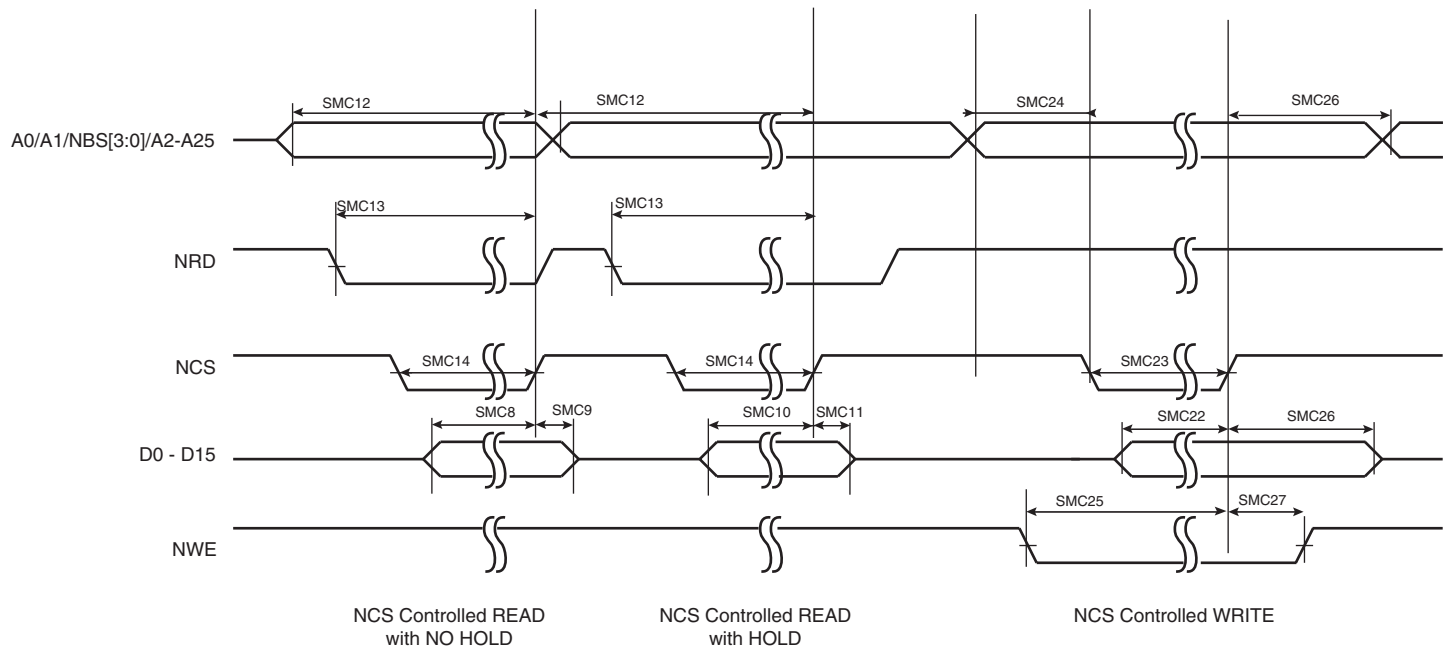 SMC12
SMC12
SMC24
SMC26
A0/A1/NBS[3:0]/A2-A25
SMC13
SMC13
NRD
SMC14
SMC14
SMC23
NCS
SMC8
SMC9
SMC10
SMC11
SMC22
SMC26
D0 - D15
SMC25
SMC27
NWE
NCS Controlled READ
with NO HOLD
NCS Controlled READ
with HOLD
NCS Controlled WRITE